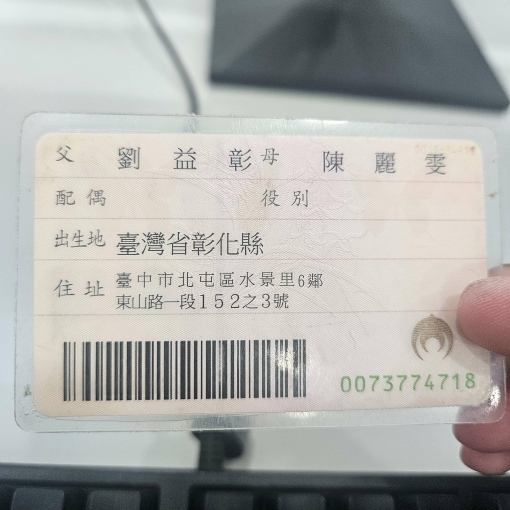 父 劉益彰 母 陳麗雯
配偶 役別
出生地 臺灣省彰化縣
住址 臺中市北屯區水景里6鄰
東山路一段152之3號
0073774718